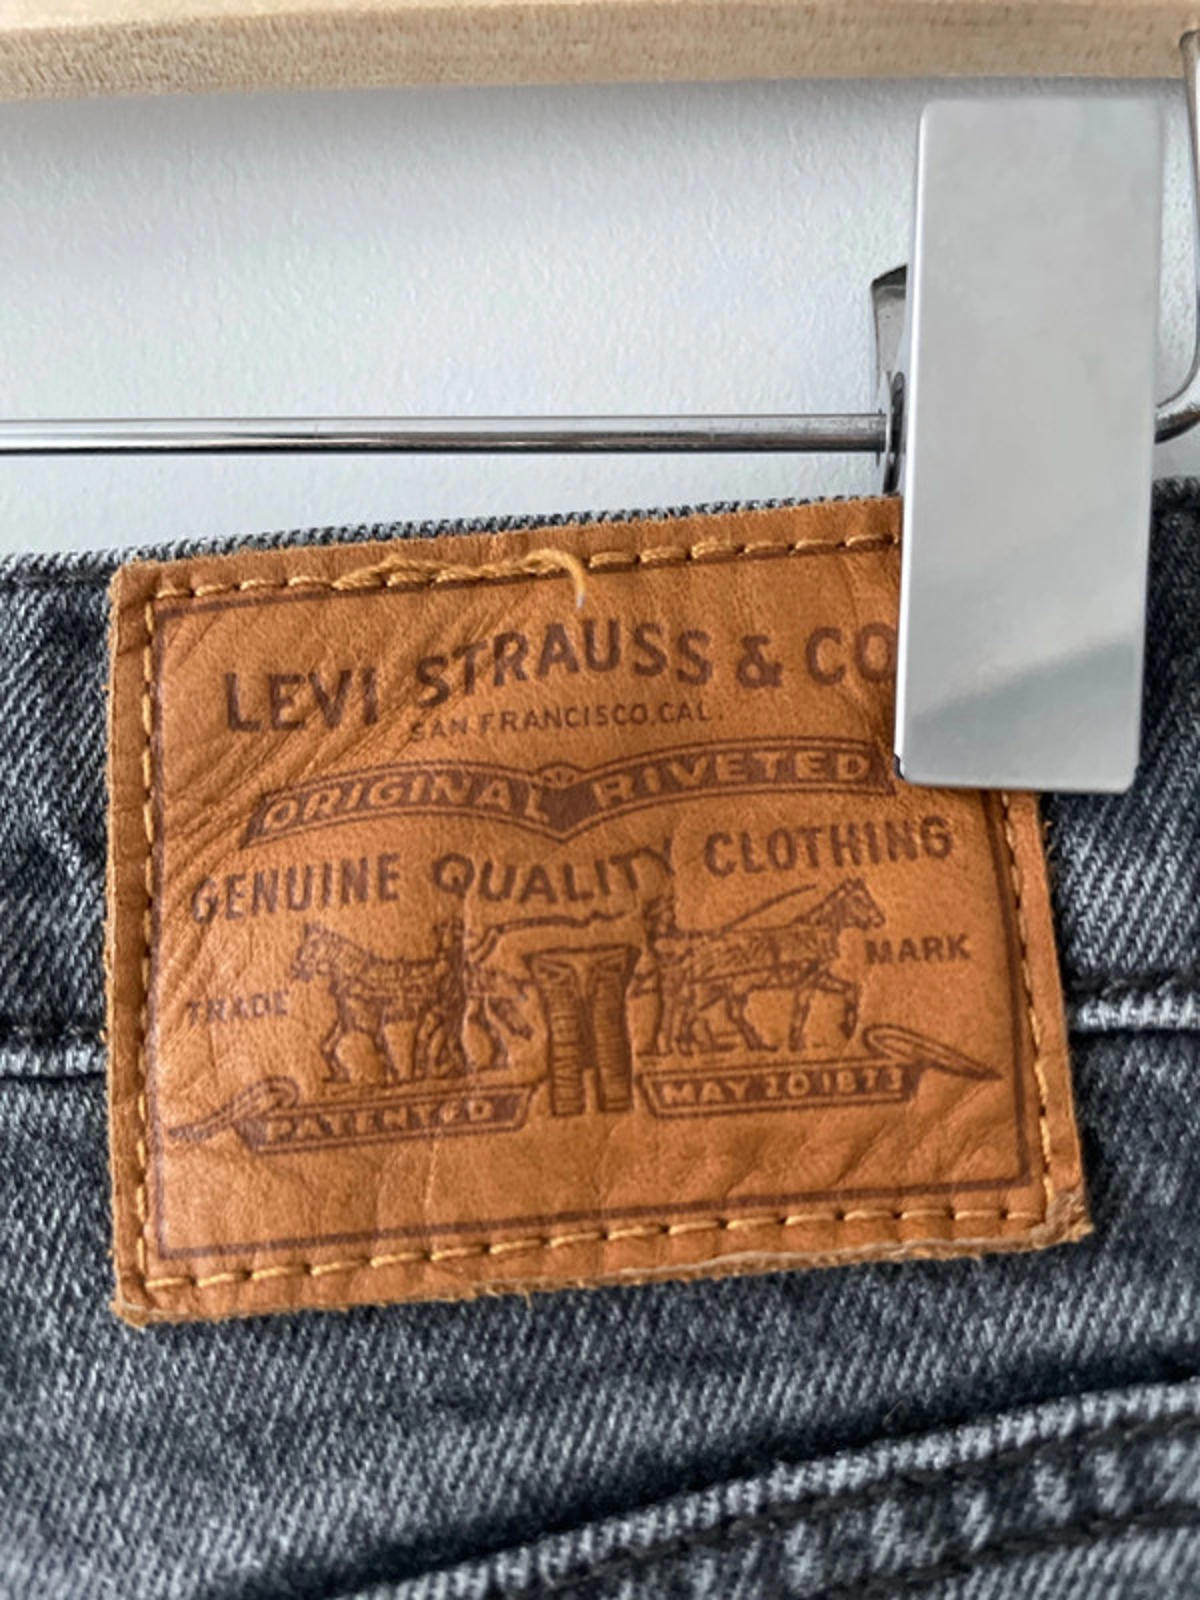 LEVI STRAUSS & CO
SAN FRANCISCO, CAL.
ORIGINAL RIVETED
GENUINE QUALITY CLOTHING
TRADE MARK
PATENTED MAY 20 1873